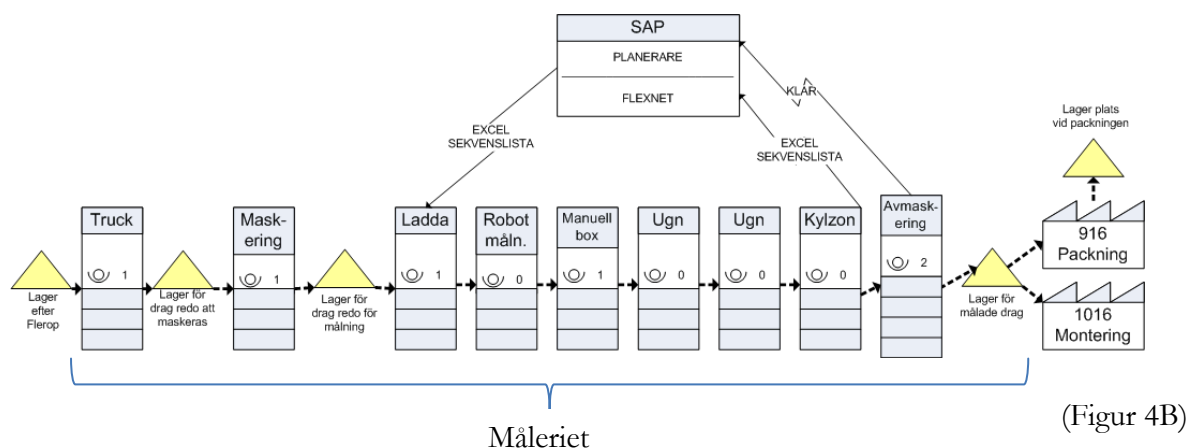 SAP
PLANERARE
FLEXNET
EXCEL
SEKVENSLISTA
EXCEL
SEKVENSLISTA
KLAR
Lager plats
vid packningen
Truck
1
Mask-
ering
1
Ladda
1
Robot
måln.
0
Manuell
box
1
Ugn
0
Ugn
0
Kylzon
0
Avmask-
ering
2
916
Packning
1016
Montering
Lager
efter
Flerop
Lager för
drag redo att
maskeras
Lager för
drag redo för
målning
Lager för
målade drag
Måleriet
(Figur 4B)